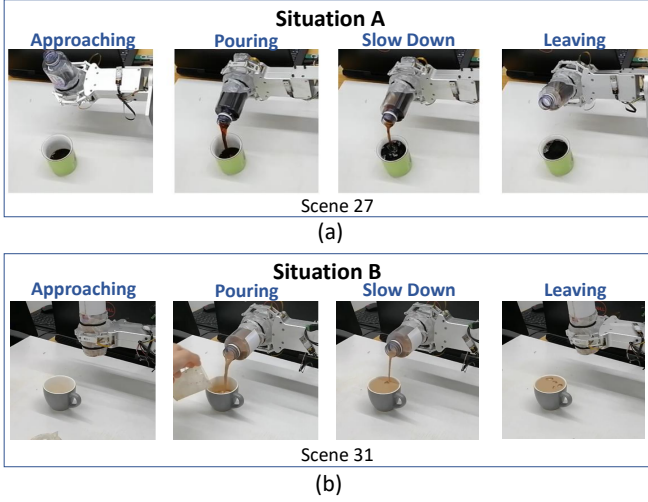 Situation A
Approaching Pouring Slow Down Leaving
Scene 27
(a)
Situation B
Approaching Pouring Slow Down Leaving
Scene 31
(b)